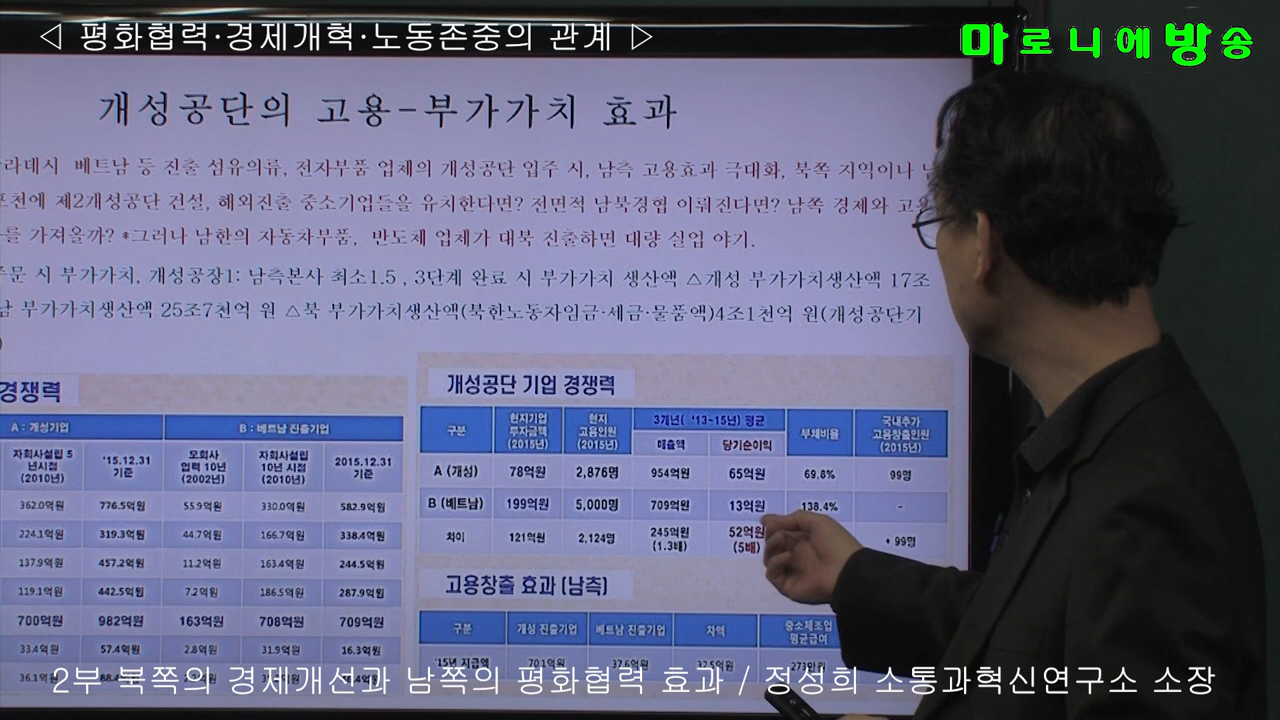 ◁ 평화협력·경제개혁·노동존중의 관계 ▷
마로니에방송
개성공단의 고용-부가가치 효과
라데시 베트남 등 진출 섬유의류, 전자부품 업체의 개성공단 입주 시, 남측 고용효과 극대화, 북쪽 지역이나
포천에 제2개성공단 건설, 해외진출 중소기업들을 유치한다면? 전면적 남북경협 이뤄진다면? 남쪽 경제와 고용
를 가져올까? *그러나 남한의 자동차부품, 반도체 업체가 대북 진출하면 대량 실업 야기.
주문 시 부가가치, 개성공장1: 남측본사 최소1.5 , 3단계 완료 시 부가가치 생산액 △개성 부가가치생산액 17조
남 부가가치생산액 25조7천억 원 △북 부가가치생산액(북한노동자임금·세금·물품액)4조1천억 원(개성공단기
)
경쟁력
A : 개성기업 B : 베트남 진출기업
자회사설립 5년시점 (2010년) '15.12.31 기준 모회사 업력 10년 (2002년) 자회사설립 10년 시점 (2010년) 2015.12.31 기준
362.0억원 776.5억원 55.9억원 330.0억원 582.9억원
224.1억원 319.3억원 44.7억원 166.7억원 338.4억원
137.9억원 457.2억원 11.2억원 163.4억원 244.5억원
119.1억원 442.5억원 7.2억원 186.5억원 287.9억원
700억원 982억원 163억원 708억원 709억원
33.4억원 57.4억원 2.8억원 31.9억원 16.3억원
36.1억원
개성공단 기업 경쟁력
구분 현지기업 투자금액 (2015년) 현지 고용인원 (2015년) 3개년( '13~15년) 평균 부채비율 국내추가 고용창출인원 (2015년)
매출액 당기순이익
A (개성) 78억원 2,876명 954억원 65억원 69.8% 99명
B (베트남) 199억원 5,000명 709억원 13억원 138.4% -
차이 121억원 2,124명 245억원 (1.3배) 52억원 (5배) + 99명
고용창출 효과 (남측)
구분 개성 진출기업 베트남 진출기업 차액 중소제조업 평균급여
'15년 지급액 70.1억원 37.6억원 32.5억원 273만원
2부 북쪽의 경제개선과 남쪽의 평화협력 효과 / 정성희 소통과혁신연구소 소장